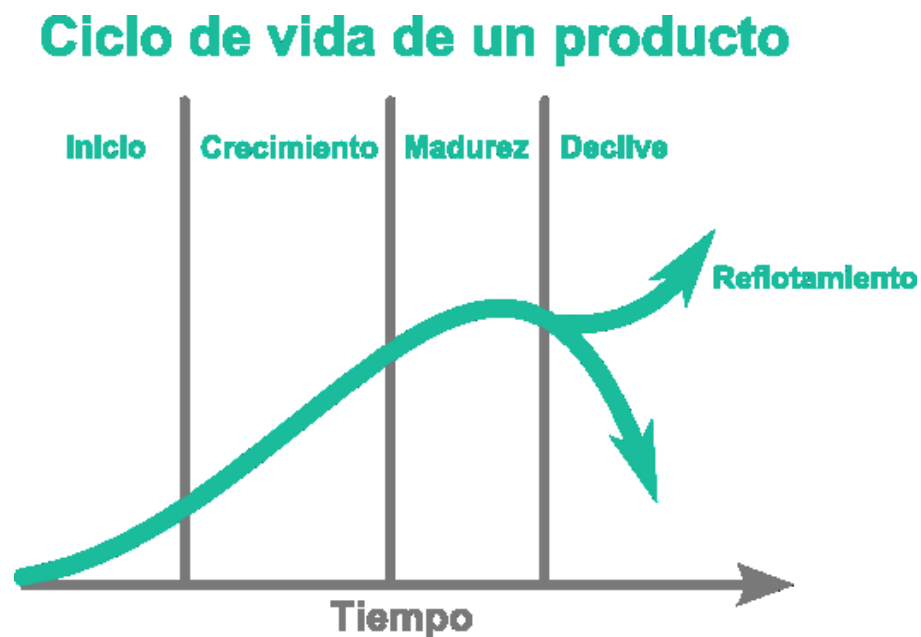 Ciclo de vida de un producto
Inicio
Crecimiento
Madurez
Declive
Reflotamiento
Tiempo